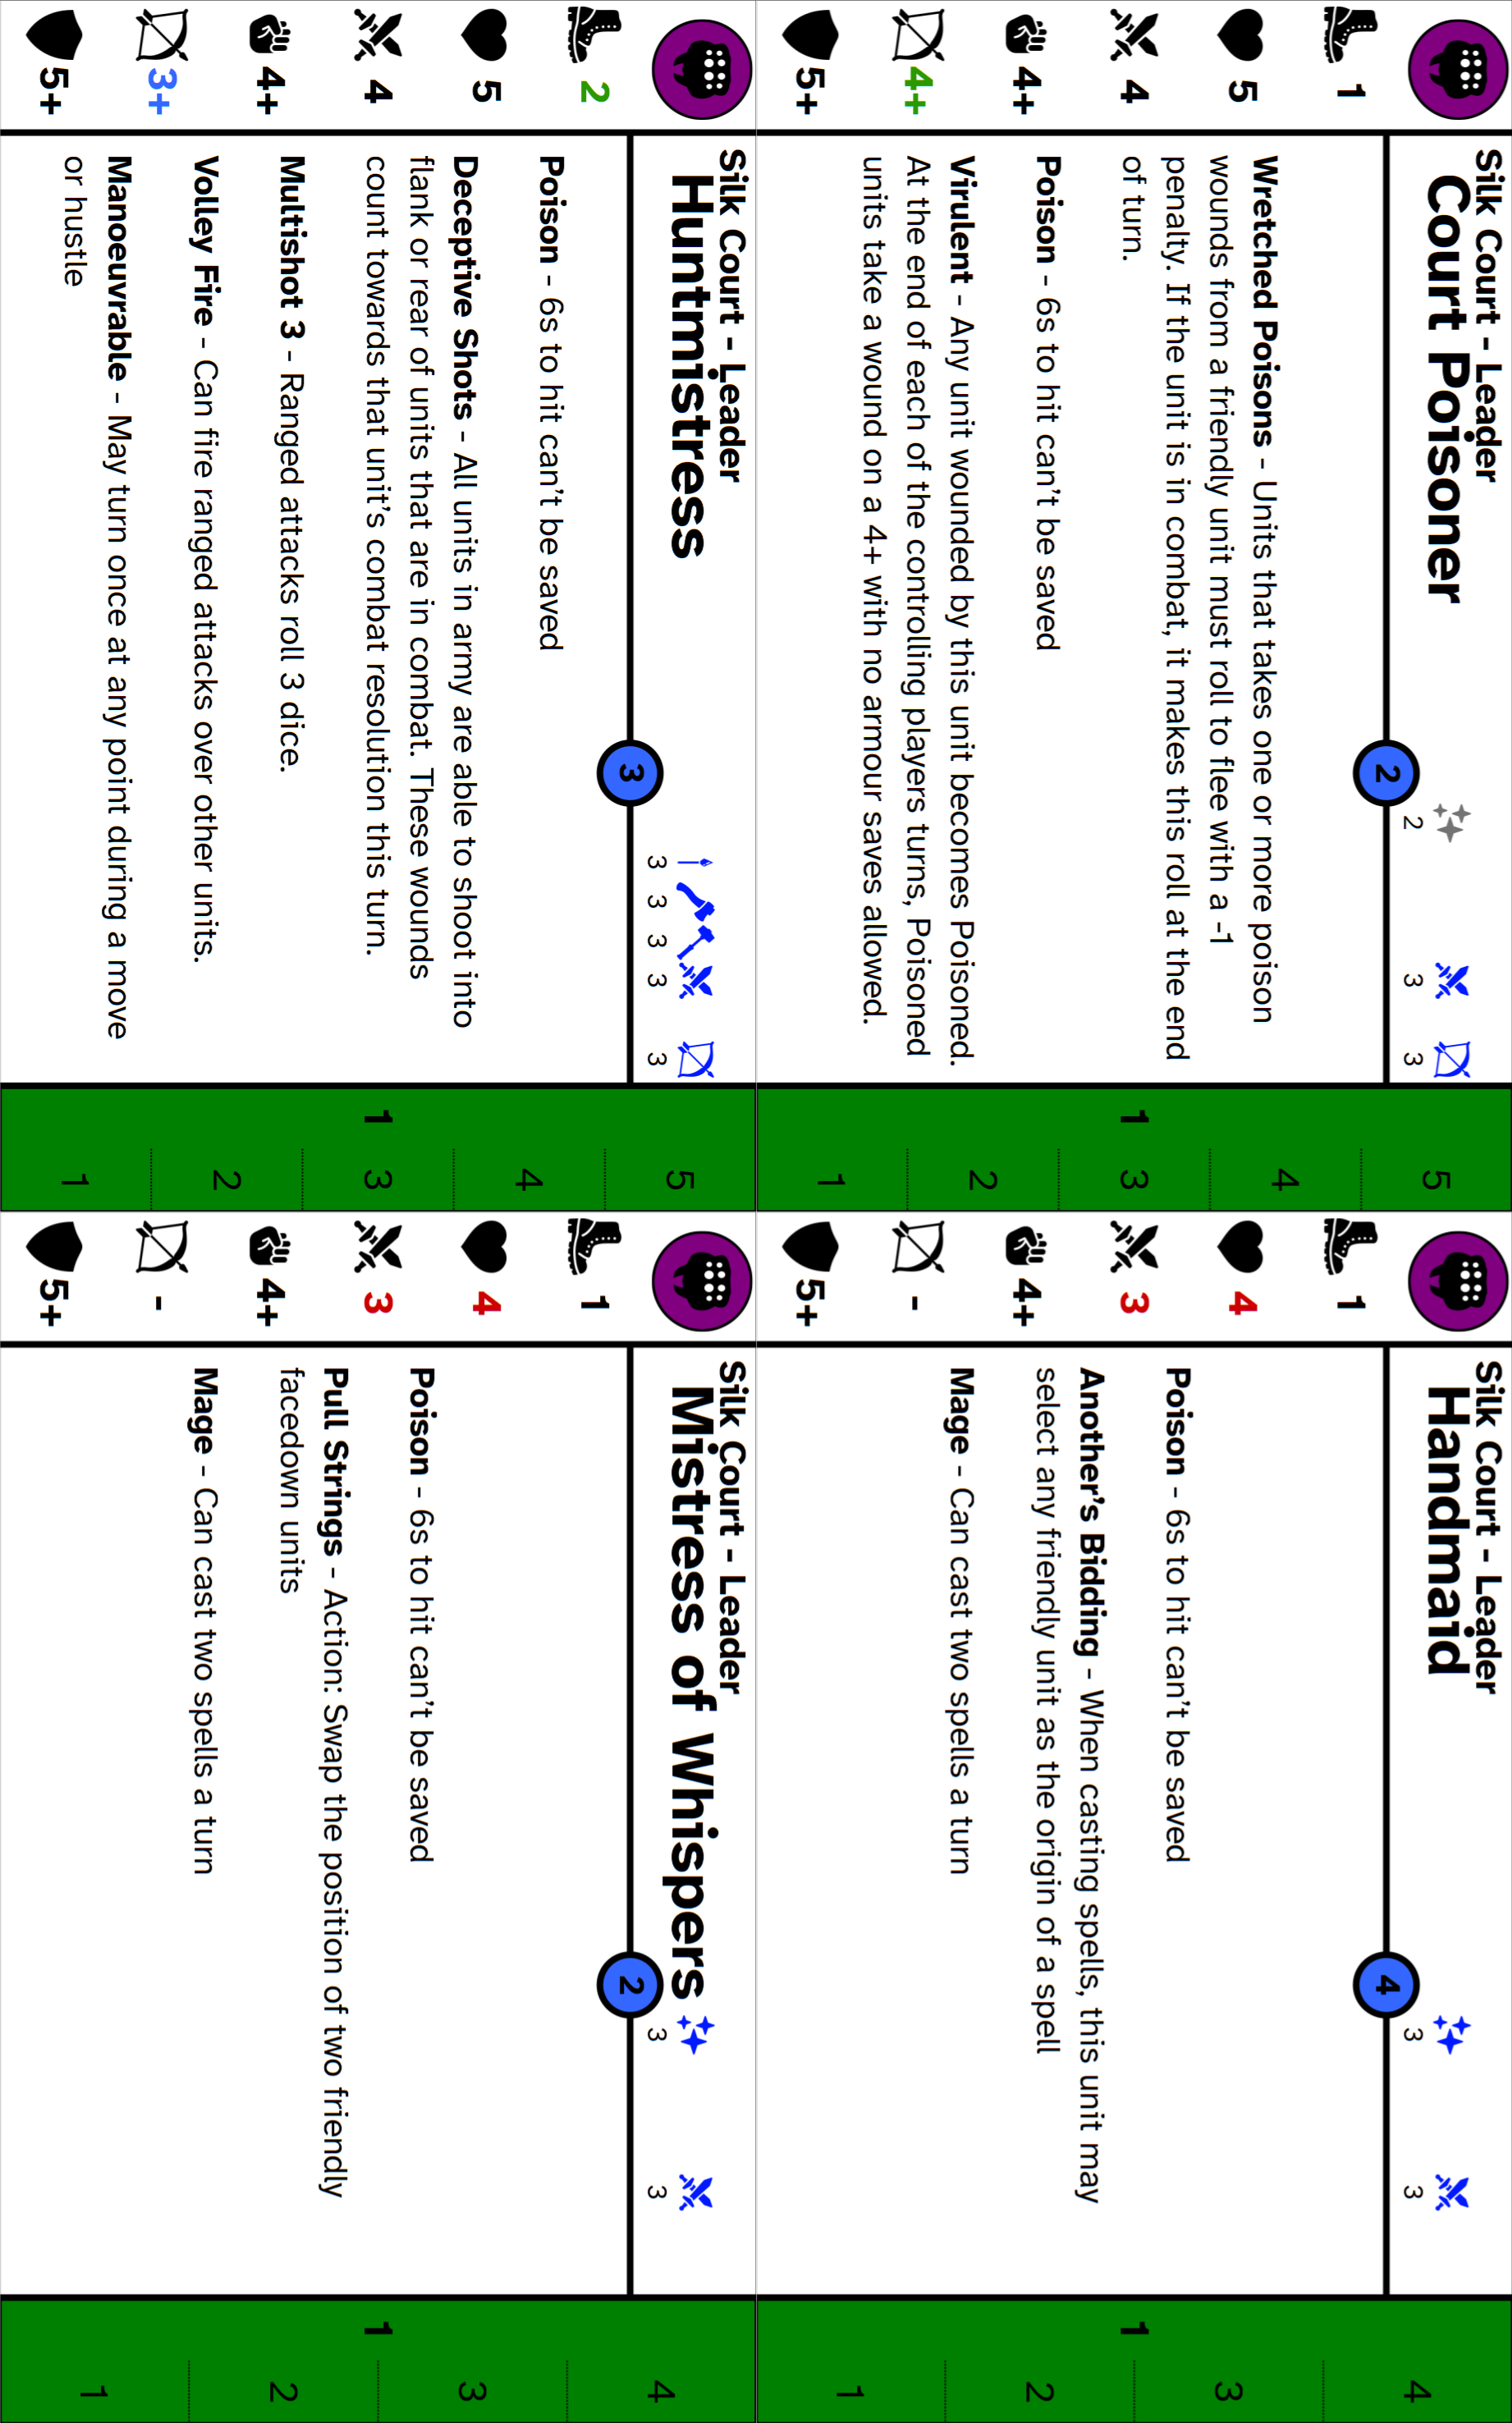 Silk Court - Leader
Court Poisoner
2
2
3
3
1
5
4
4+
4+
5+
Wretched Poisons - Units that takes one or more poison
wounds from a friendly unit must roll to flee with a -1
penalty. If the unit is in combat, it makes this roll at the end
of turn.
Poison - 6s to hit can't be saved
Virulent - Any unit wounded by this unit becomes Poisoned.
At the end of each of the controlling players turns, Poisoned
units take a wound on a 4+ with no armour saves allowed.
1
5
4
3
2
1
Silk Court - Leader
Handmaid
4
3
3
1
4
3
4+
-
5+
Poison - 6s to hit can't be saved
Another's Bidding - When casting spells, this unit may
select any friendly unit as the origin of a spell
Mage - Can cast two spells a turn
1
4
3
2
1
Silk Court - Leader
Huntmistress
3
3
3
3
3
3
2
5
4
4+
3+
5+
Poison - 6s to hit can't be saved
Deceptive Shots - All units in army are able to shoot into
flank or rear of units that are in combat. These wounds
count towards that unit's combat resolution this turn.
Multishot 3 - Ranged attacks roll 3 dice.
Volley Fire - Can fire ranged attacks over other units.
Manoeuvrable - May turn once at any point during a move
or hustle
1
5
4
3
2
1
Silk Court - Leader
Mistress of Whispers
2
3
3
1
4
3
4+
-
5+
Poison - 6s to hit can't be saved
Pull Strings - Action: Swap the position of two friendly
facedown units
Mage - Can cast two spells a turn
1
4
3
2
1